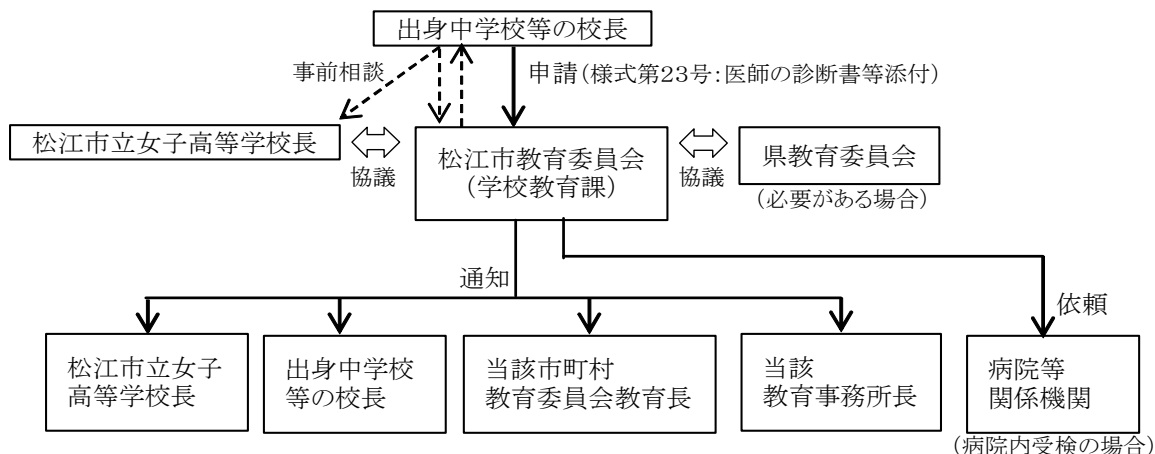 出身中学校等の校長
事前相談
申請(様式第23号:医師の診断書等添付)
松江市立女子高等学校長
協議
松江市教育委員会
(学校教育課)
協議
県教育委員会
(必要がある場合)
通知
依頼
松江市立女子
高等学校長
出身中学校
等の校長
当該市町村
教育委員会教育長
当該
教育事務所長
病院等
関係機関
(病院内受検の場合)